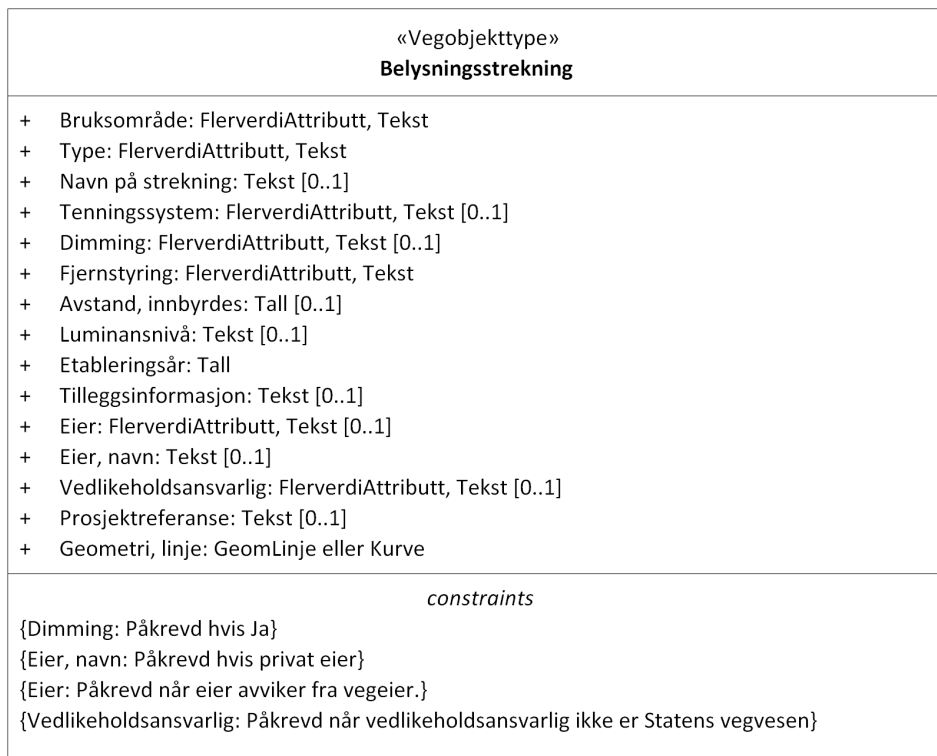 «Vegobjekttype»
Belysningsstrekning
+ Bruksområde: FlerverdiAttributt, Tekst
+ Type: FlerverdiAttributt, Tekst
+ Navn på strekning: Tekst [0..1]
+ Tenningssystem: FlerverdiAttributt, Tekst [0..1]
+ Dimming: FlerverdiAttributt, Tekst [0..1]
+ Fjernstyring: FlerverdiAttributt, Tekst
+ Avstand, innbyrdes: Tall [0..1]
+ Luminansnivå: Tekst [0..1]
+ Etableringsår: Tall
+ Tilleggsinformasjon: Tekst [0..1]
+ Eier: FlerverdiAttributt, Tekst [0..1]
+ Eier, navn: Tekst [0..1]
+ Vedlikeholdsansvarlig: FlerverdiAttributt, Tekst [0..1]
+ Prosjektreferanse: Tekst [0..1]
+ Geometri, linje: GeomLinje eller Kurve
constraints
{Dimming: Påkrevd hvis Ja}
{Eier, navn: Påkrevd hvis privat eier}
{Eier: Påkrevd når eier avviker fra vegeier.}
{Vedlikeholdsansvarlig: Påkrevd når vedlikeholdsansvarlig ikke er Statens vegvesen}